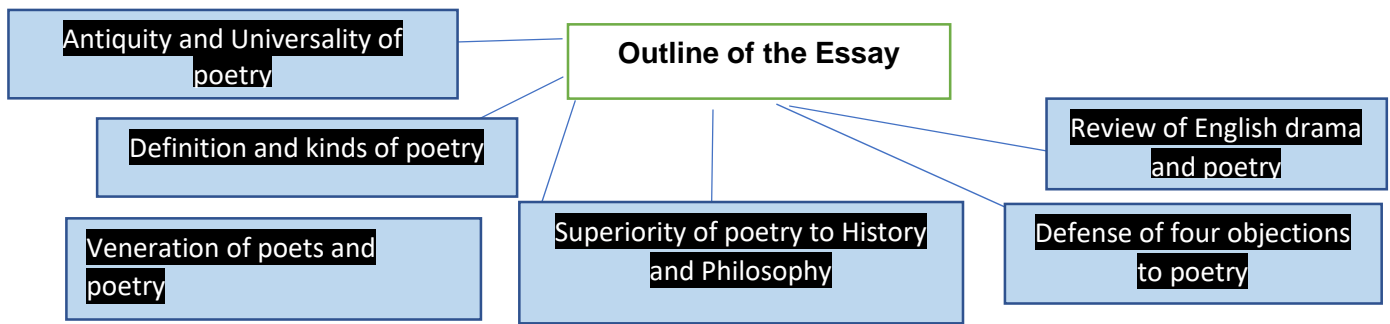 Outline of the Essay
Antiquity and Universality of
poetry
Definition and kinds of poetry
Veneration of poets and
poetry
Superiority of poetry to History
and Philosophy
Defense of four objections
to poetry
Review of English drama
and poetry